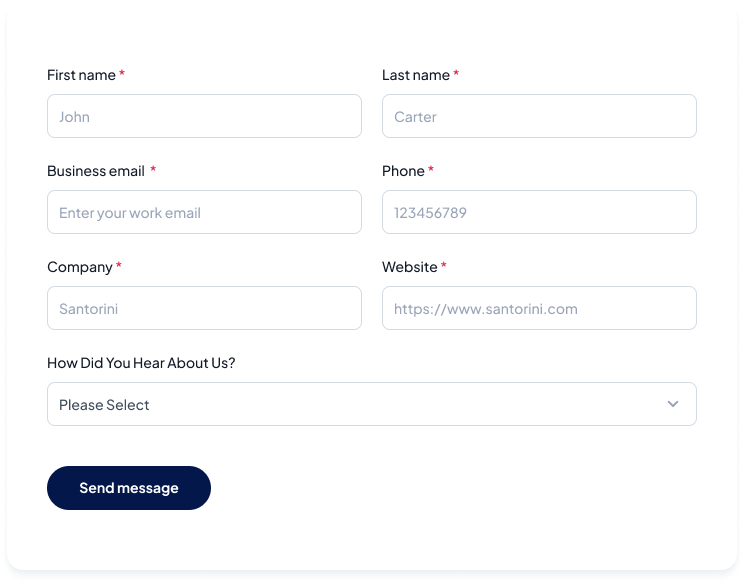 First name *
Last name *
John
Carter
Business email *
Phone *
Enter your work email
123456789
Company *
Website *
Santorini
https://www.santorini.com
How Did You Hear About Us?
Please Select
Send message